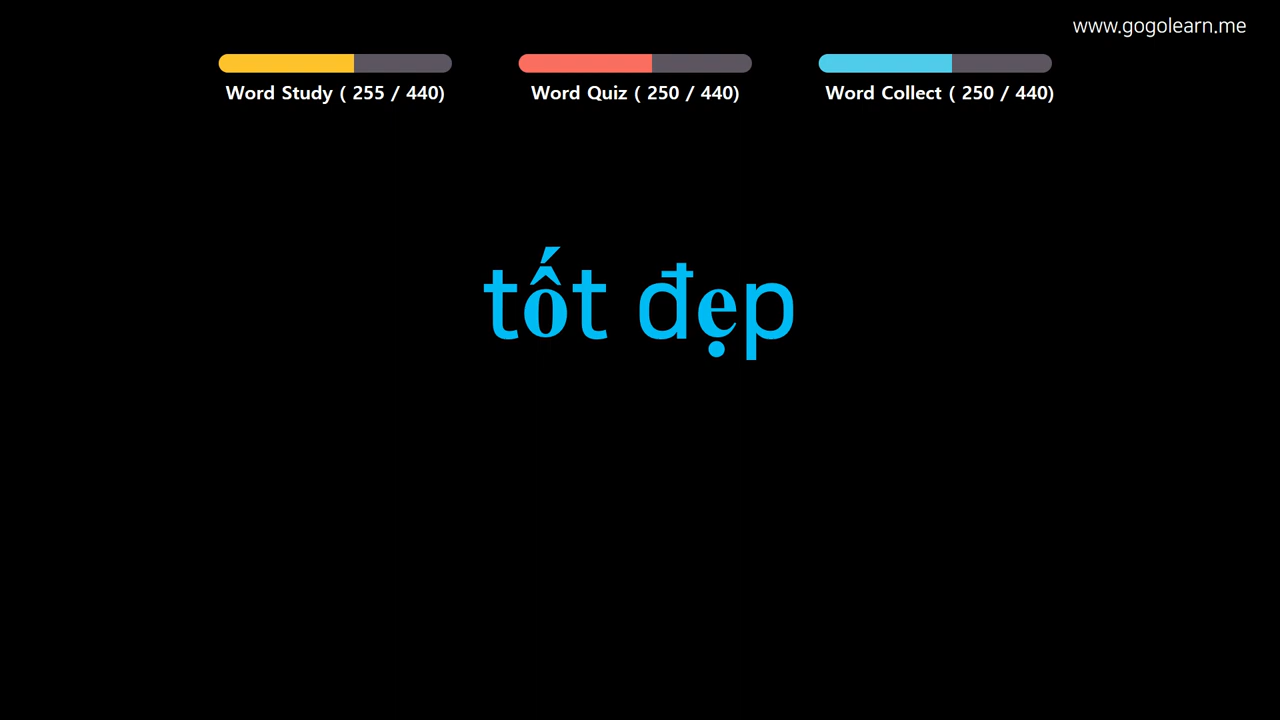 www.gogolearn.me
Word Study ( 255 / 440)
Word Quiz ( 250 / 440)
Word Collect ( 250 / 440)
tốt đẹp